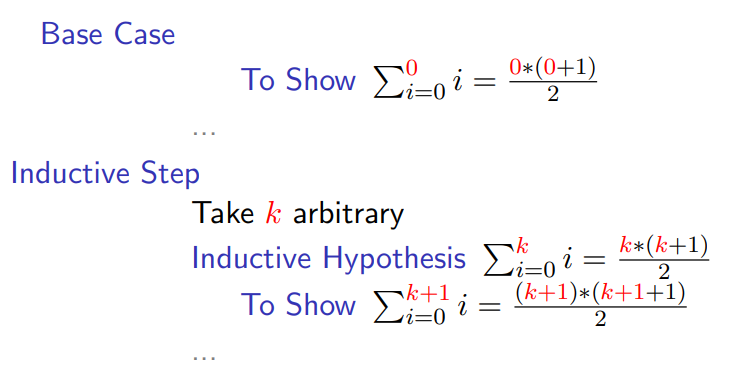 Base Case
To Show $\sum_{i=0}^{0} i = \frac{0*(0+1)}{2}$
...
Inductive Step
Take $k$ arbitrary
Inductive Hypothesis $\sum_{i=0}^{k} i = \frac{k*(k+1)}{2}$
To Show $\sum_{i=0}^{k+1} i = \frac{(k+1)*(k+1+1)}{2}$
...